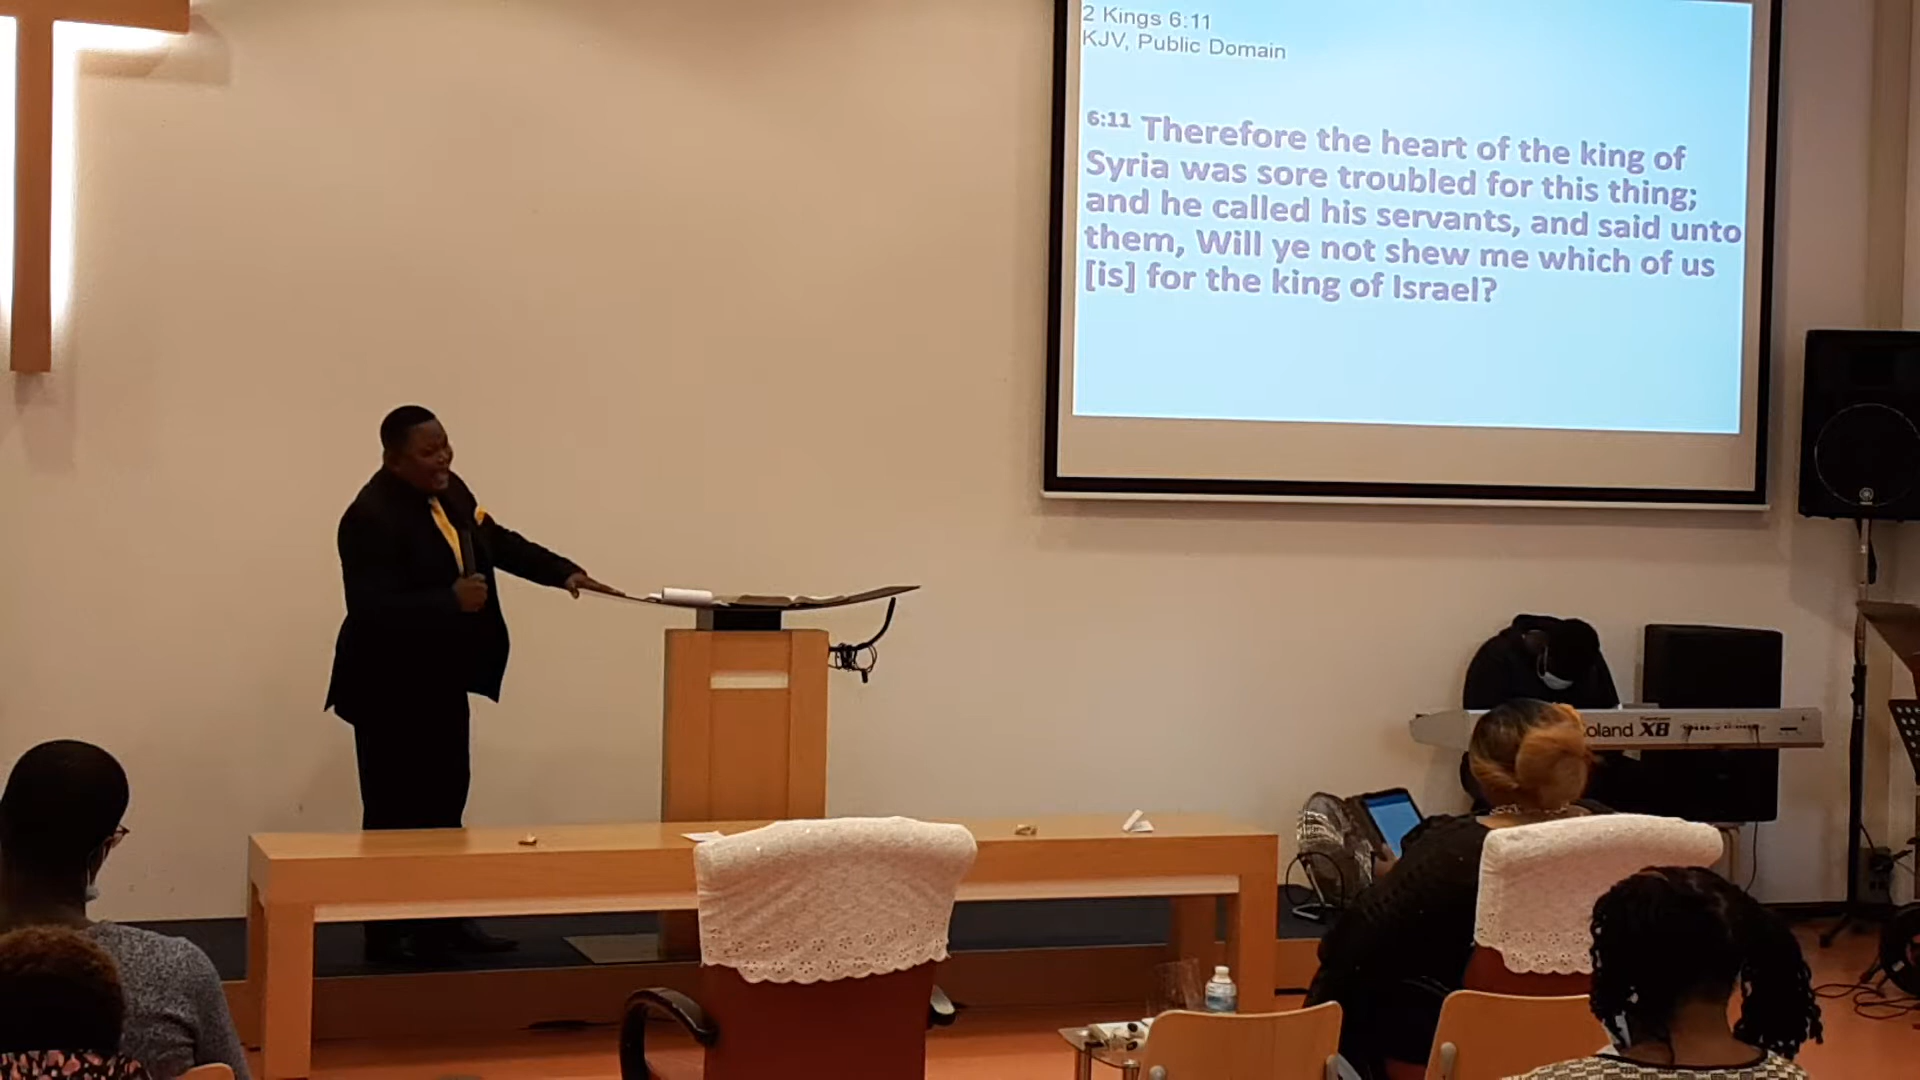 2 Kings 6:11
KJV, Public Domain
6:11 Therefore the heart of the king of
Syria was sore troubled for this thing;
and he called his servants, and said unto
them, Will ye not shew me which of us
[is] for the king of Israel?
oland X8